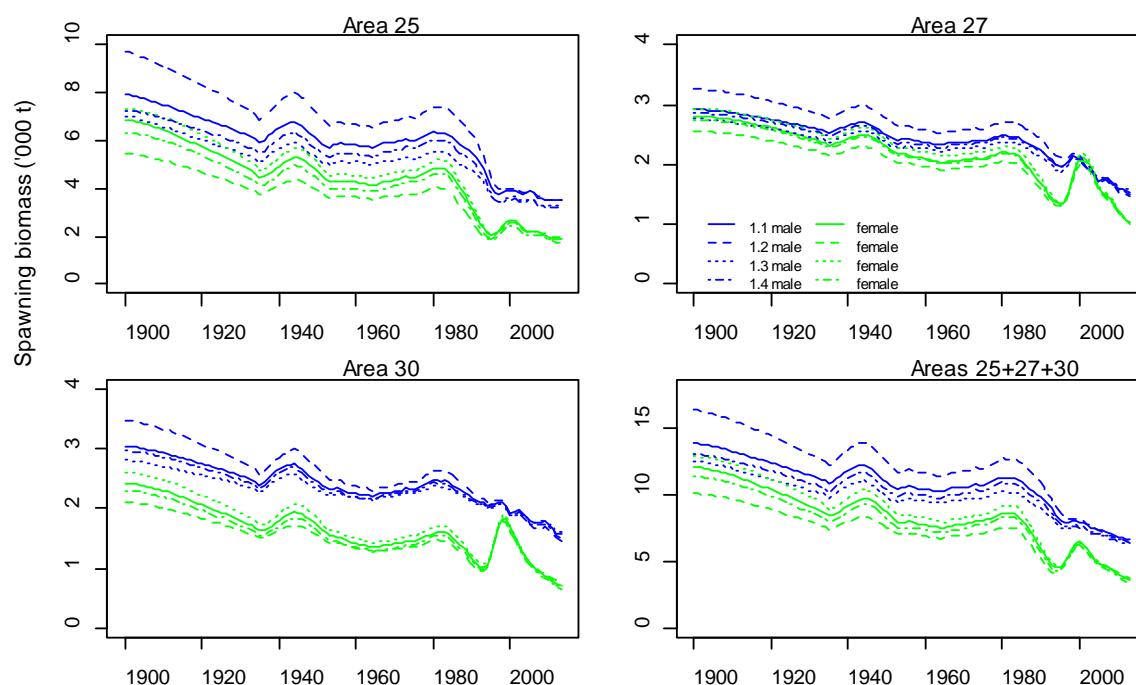 Area 25
Area 27
Spawning biomass ('000 t)
0 2 4 6 8 10
0 1 2 3 4
1.1 male female
1.2 male female
1.3 male female
1.4 male female
1900 1920 1940 1960 1980 2000
1900 1920 1940 1960 1980 2000
Area 30
Areas 25+27+30
0 1 2 3 4
0 5 10 15
1900 1920 1940 1960 1980 2000
1900 1920 1940 1960 1980 2000